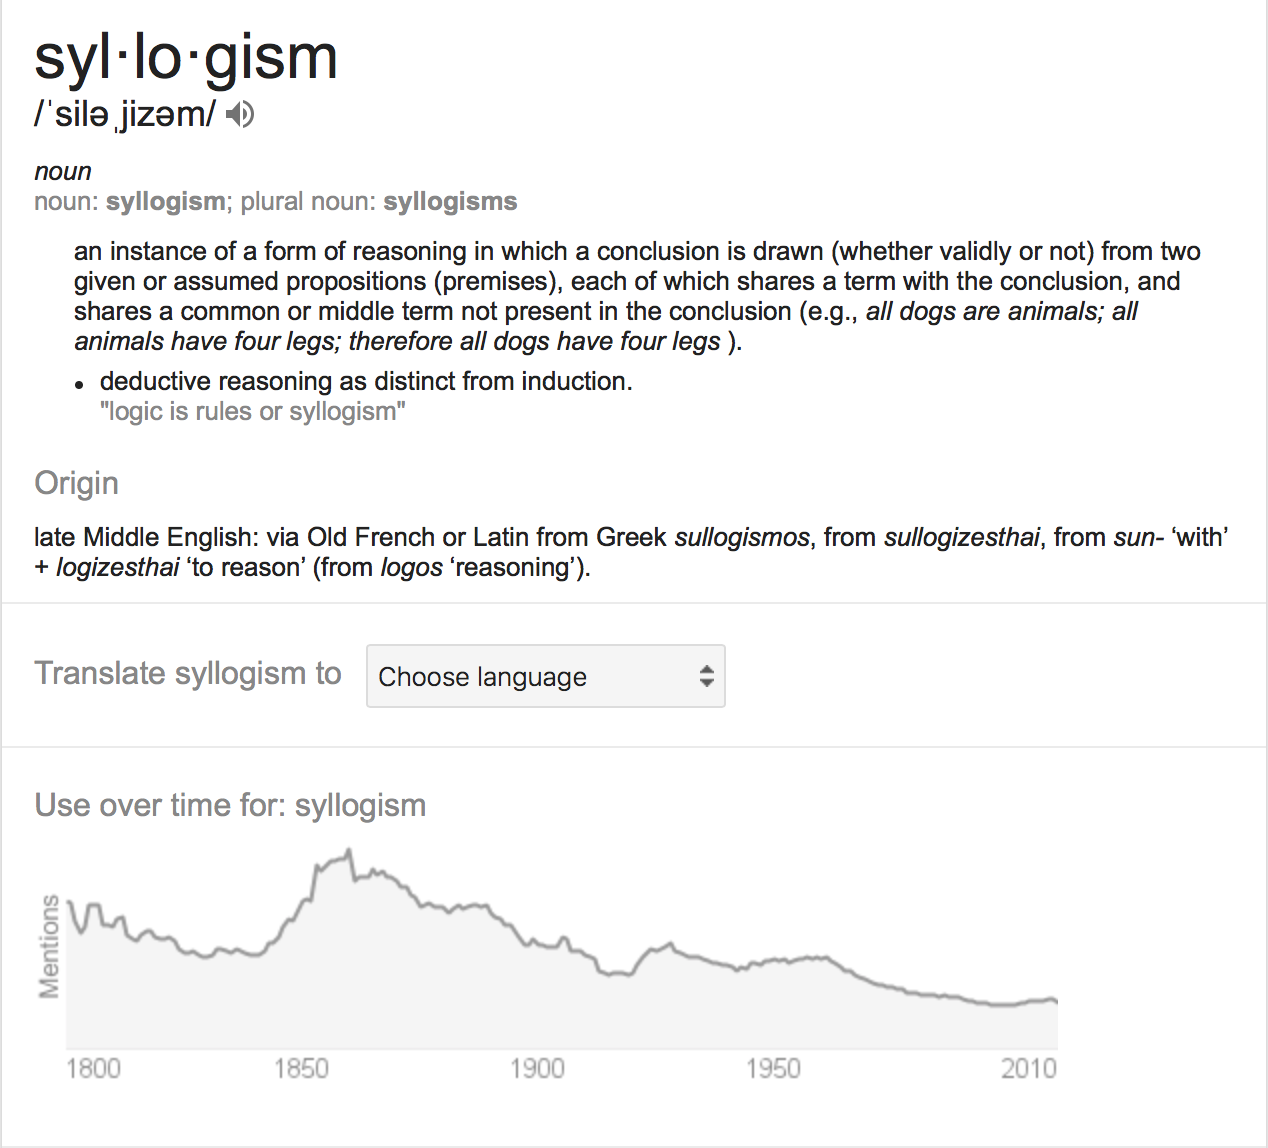 syl·lo·gism
/ˈsiləˌjizəm/
noun
noun: syllogism; plural noun: syllogisms
an instance of a form of reasoning in which a conclusion is drawn (whether validly or not) from two
given or assumed propositions (premises), each of which shares a term with the conclusion, and
shares a common or middle term not present in the conclusion (e.g., all dogs are animals; all
animals have four legs; therefore all dogs have four legs ).
• deductive reasoning as distinct from induction.
"logic is rules or syllogism"
Origin
late Middle English: via Old French or Latin from Greek sullogismos, from sullogizesthai, from sun- ‘with’
+ logizesthai ‘to reason’ (from logos ‘reasoning’).
Translate syllogism to Choose language
Use over time for: syllogism
Mentions
1800 1850 1900 1950 2010